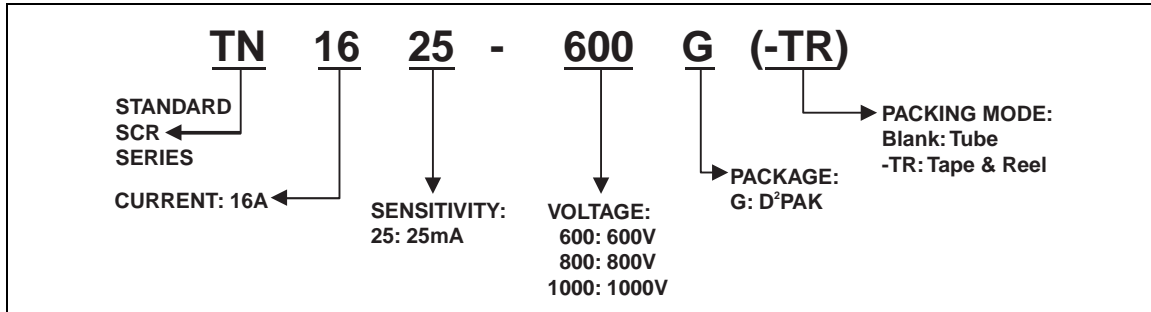 TN 16 25 - 600 G (-TR)
STANDARD
SCR
SERIES
CURRENT: 16A
SENSITIVITY:
25: 25mA
VOLTAGE:
600: 600V
800: 800V
1000: 1000V
PACKAGE:
G: D²PAK
PACKING MODE:
Blank: Tube
-TR: Tape & Reel